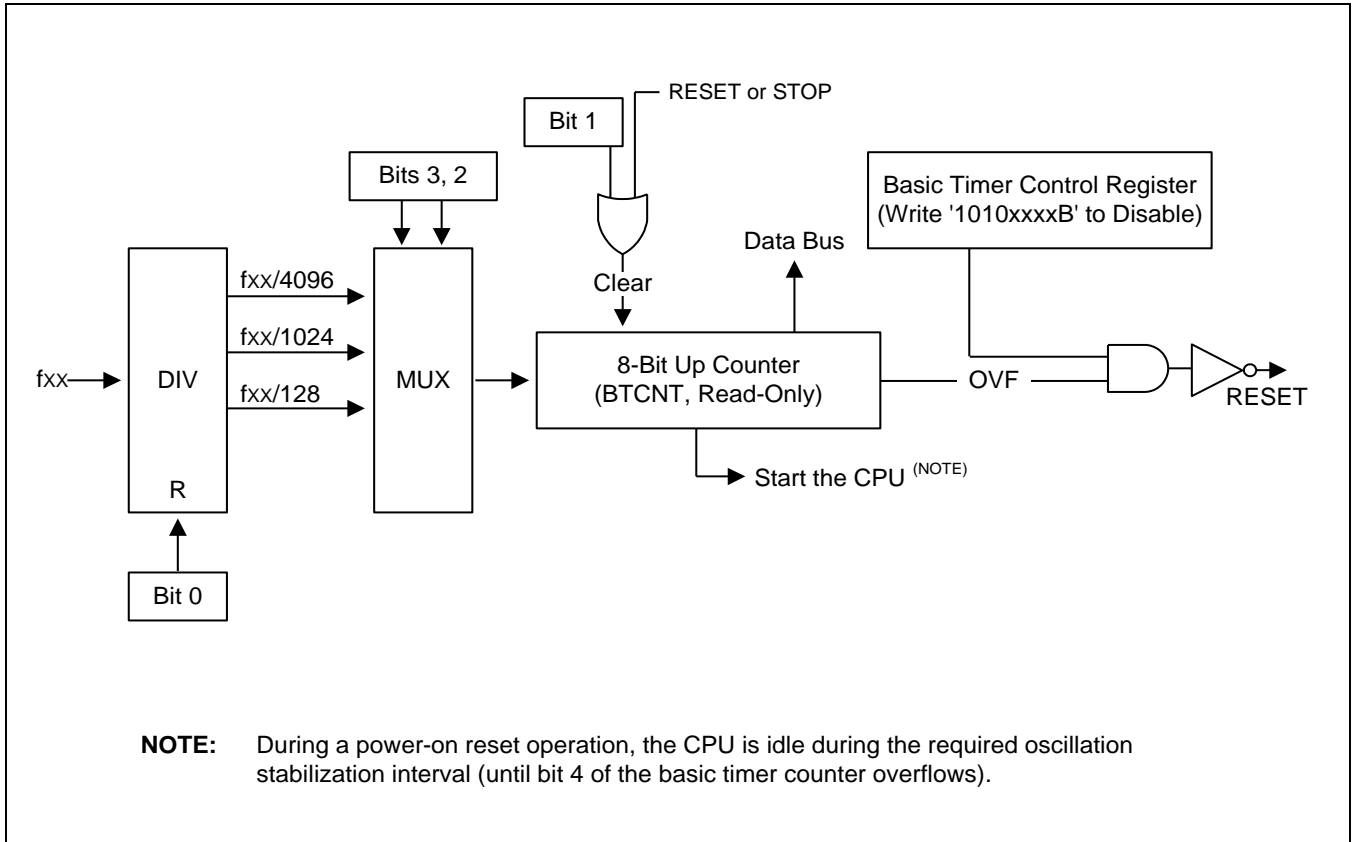 RESET or STOP
Bit 1
Bits 3, 2
Basic Timer Control Register
(Write '1010xxxxB' to Disable)
Data Bus
fxx/4096
Clear
fxx/1024
fxx
DIV
MUX
8-Bit Up Counter
(BTCNT, Read-Only)
OVF
RESET
fxx/128
Start the CPU (NOTE)
R
Bit 0
NOTE: During a power-on reset operation, the CPU is idle during the required oscillation
stabilization interval (until bit 4 of the basic timer counter overflows).